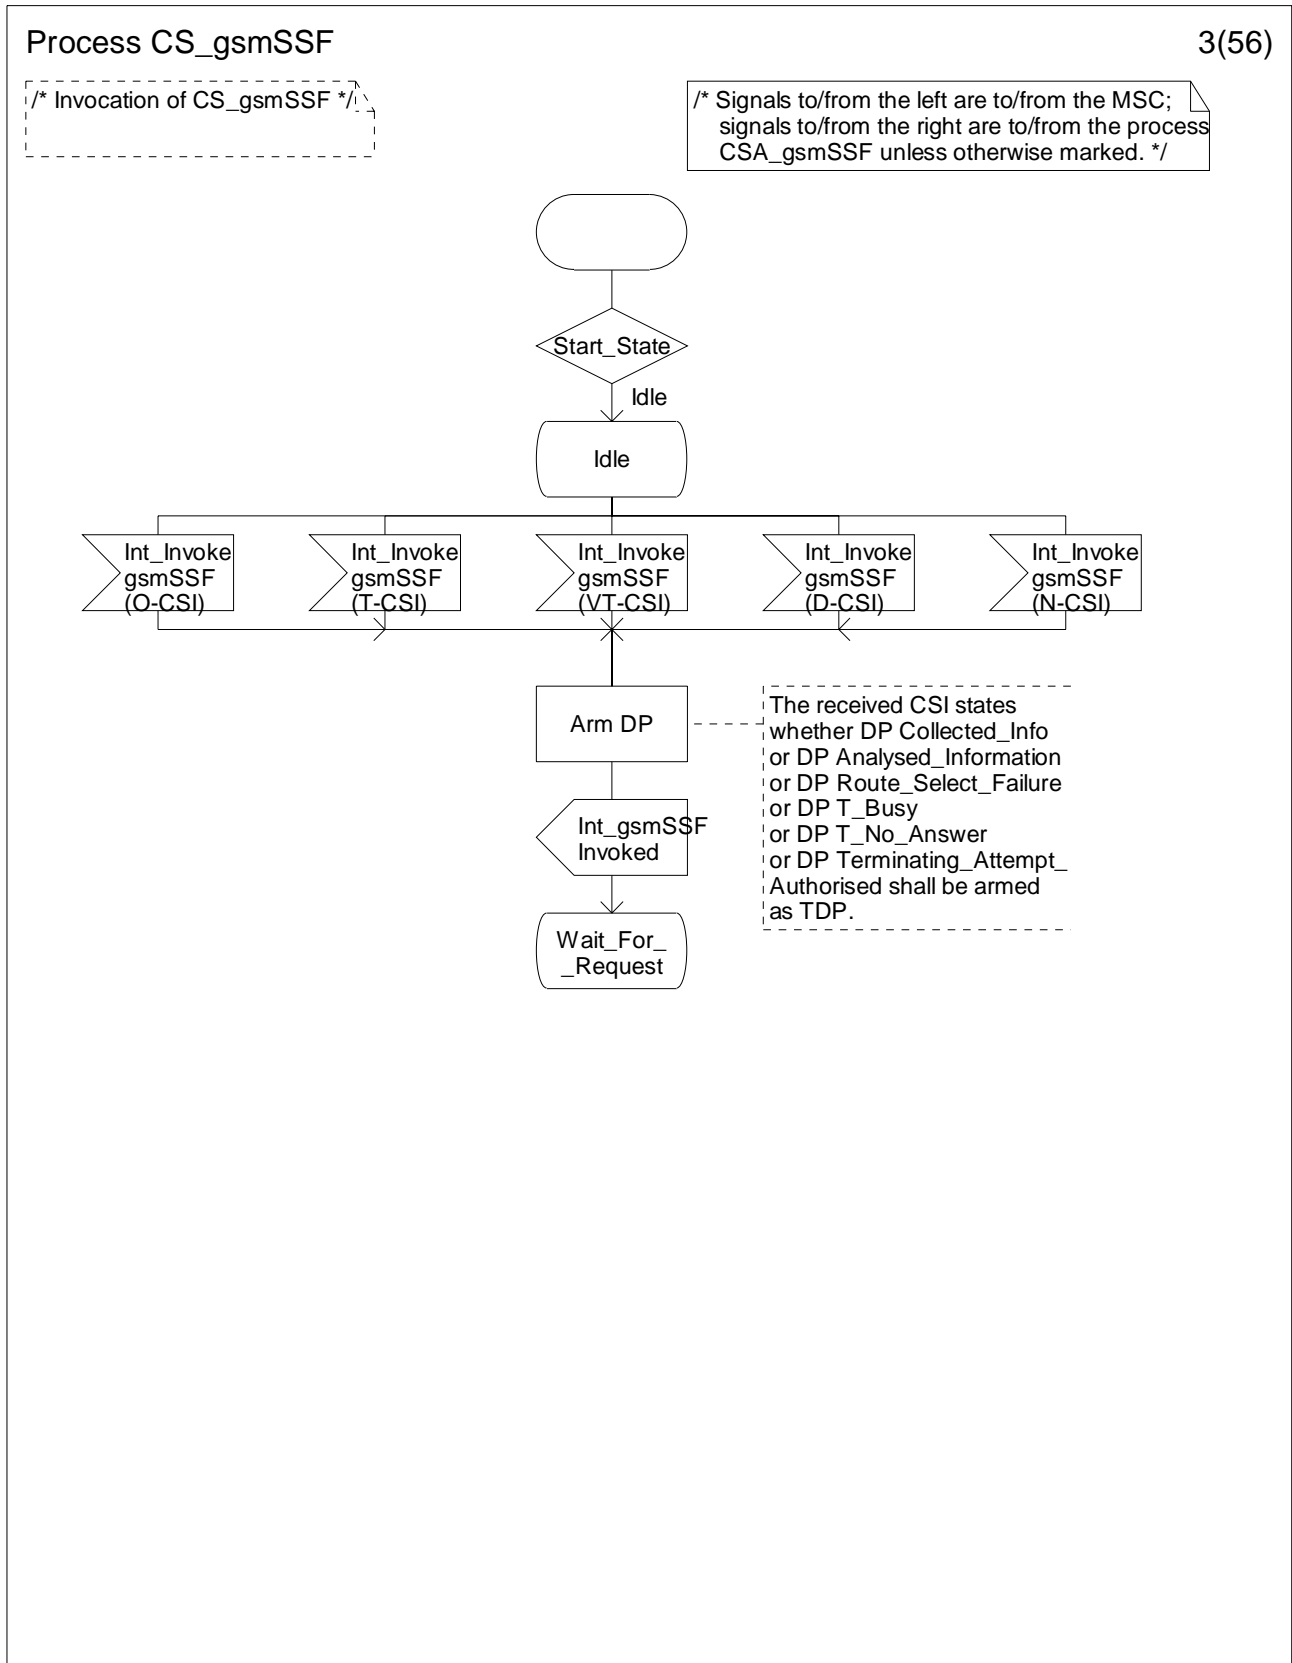 Process CS_gsmSSF
3(56)
/* Invocation of CS_gsmSSF */
/* Signals to/from the left are to/from the MSC;
signals to/from the right are to/from the process
CSA_gsmSSF unless otherwise marked. */
Start_State
Idle
Idle
Int_Invoke
gsmSSF
(O-CSI)
Int_Invoke
gsmSSF
(T-CSI)
Int_Invoke
gsmSSF
(VT-CSI)
Int_Invoke
gsmSSF
(D-CSI)
Int_Invoke
gsmSSF
(N-CSI)
Arm DP
The received CSI states
whether DP Collected_Info
or DP Analysed_Information
or DP Route_Select_Failure
or DP T_Busy
or DP T_No_Answer
or DP Terminating_Attempt_
Authorised shall be armed
as TDP.
Int_gsmSSF
Invoked
Wait_For_
_Request